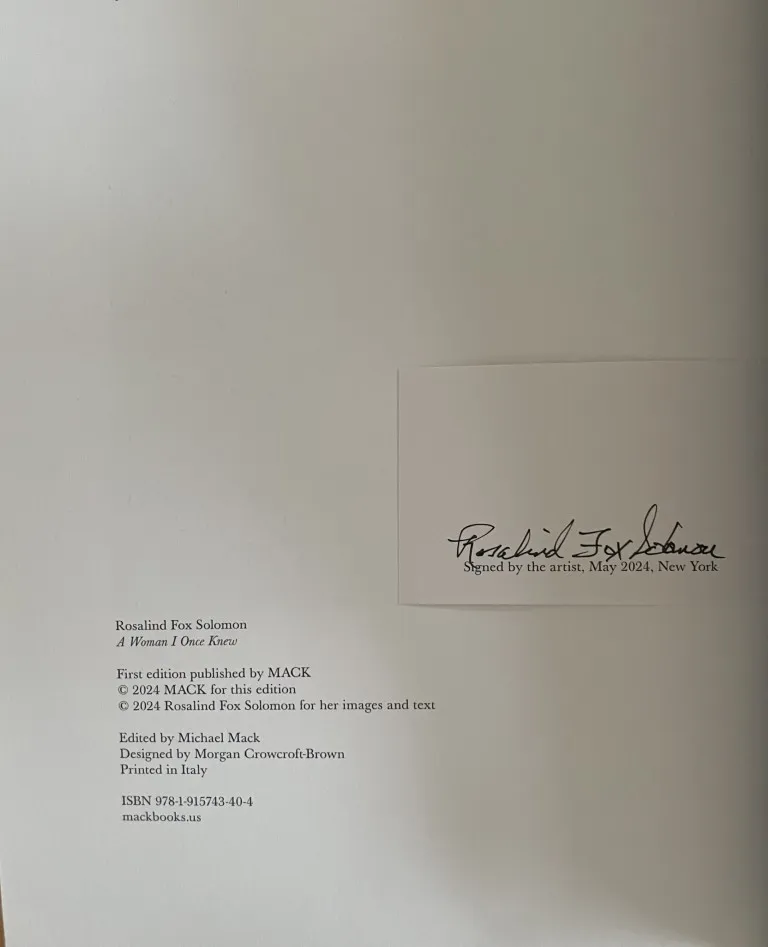 Rosalind Fox Solomon
Signed by the artist, May 2024, New York
Rosalind Fox Solomon
A Woman I Once Knew
First edition published by MACK
© 2024 MACK for this edition
© 2024 Rosalind Fox Solomon for her images and text
Edited by Michael Mack
Designed by Morgan Crowcroft-Brown
Printed in Italy
ISBN 978-1-915743-40-4
mackbooks.us